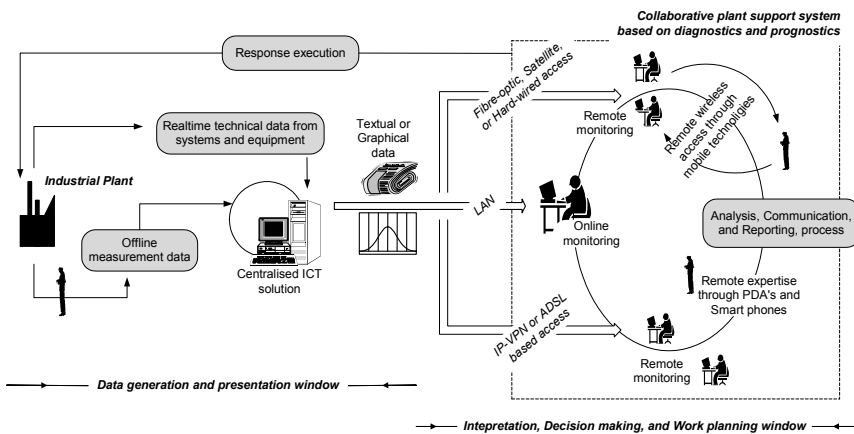 Collaborative plant support system
based on diagnostics and prognostics
Response execution
Fibre-optic, Satellite,
or Hard-wired access
Realtime technical data from
systems and equipment
Textual or
Graphical
data
Remote
monitoring
Remote wireless
access through
mobile technoligies
Industrial Plant
LAN
Online
monitoring
Analysis, Communication,
and Reporting, process
Offline
measurement data
Centralised ICT
solution
Remote expertise
through PDA's and
Smart phones
IP-VPN or ADSL
based access
Remote
monitoring
Data generation and presentation window
Intepretation, Decision making, and Work planning window